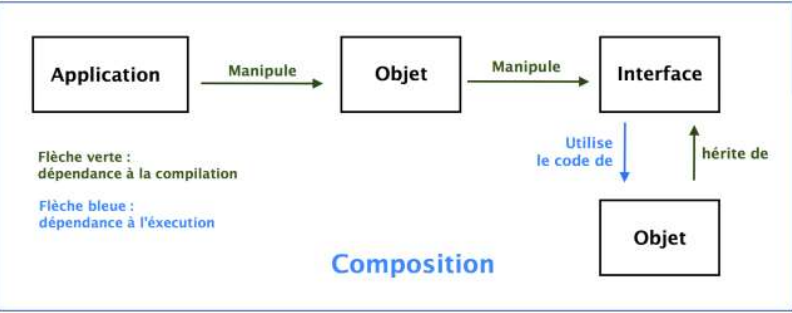 Application
Manipule
Objet
Manipule
Interface
Flèche verte :
dépendance à la compilation
Utilise
le code de
hérite de
Flèche bleue :
dépendance à l'éxecution
Objet
Composition